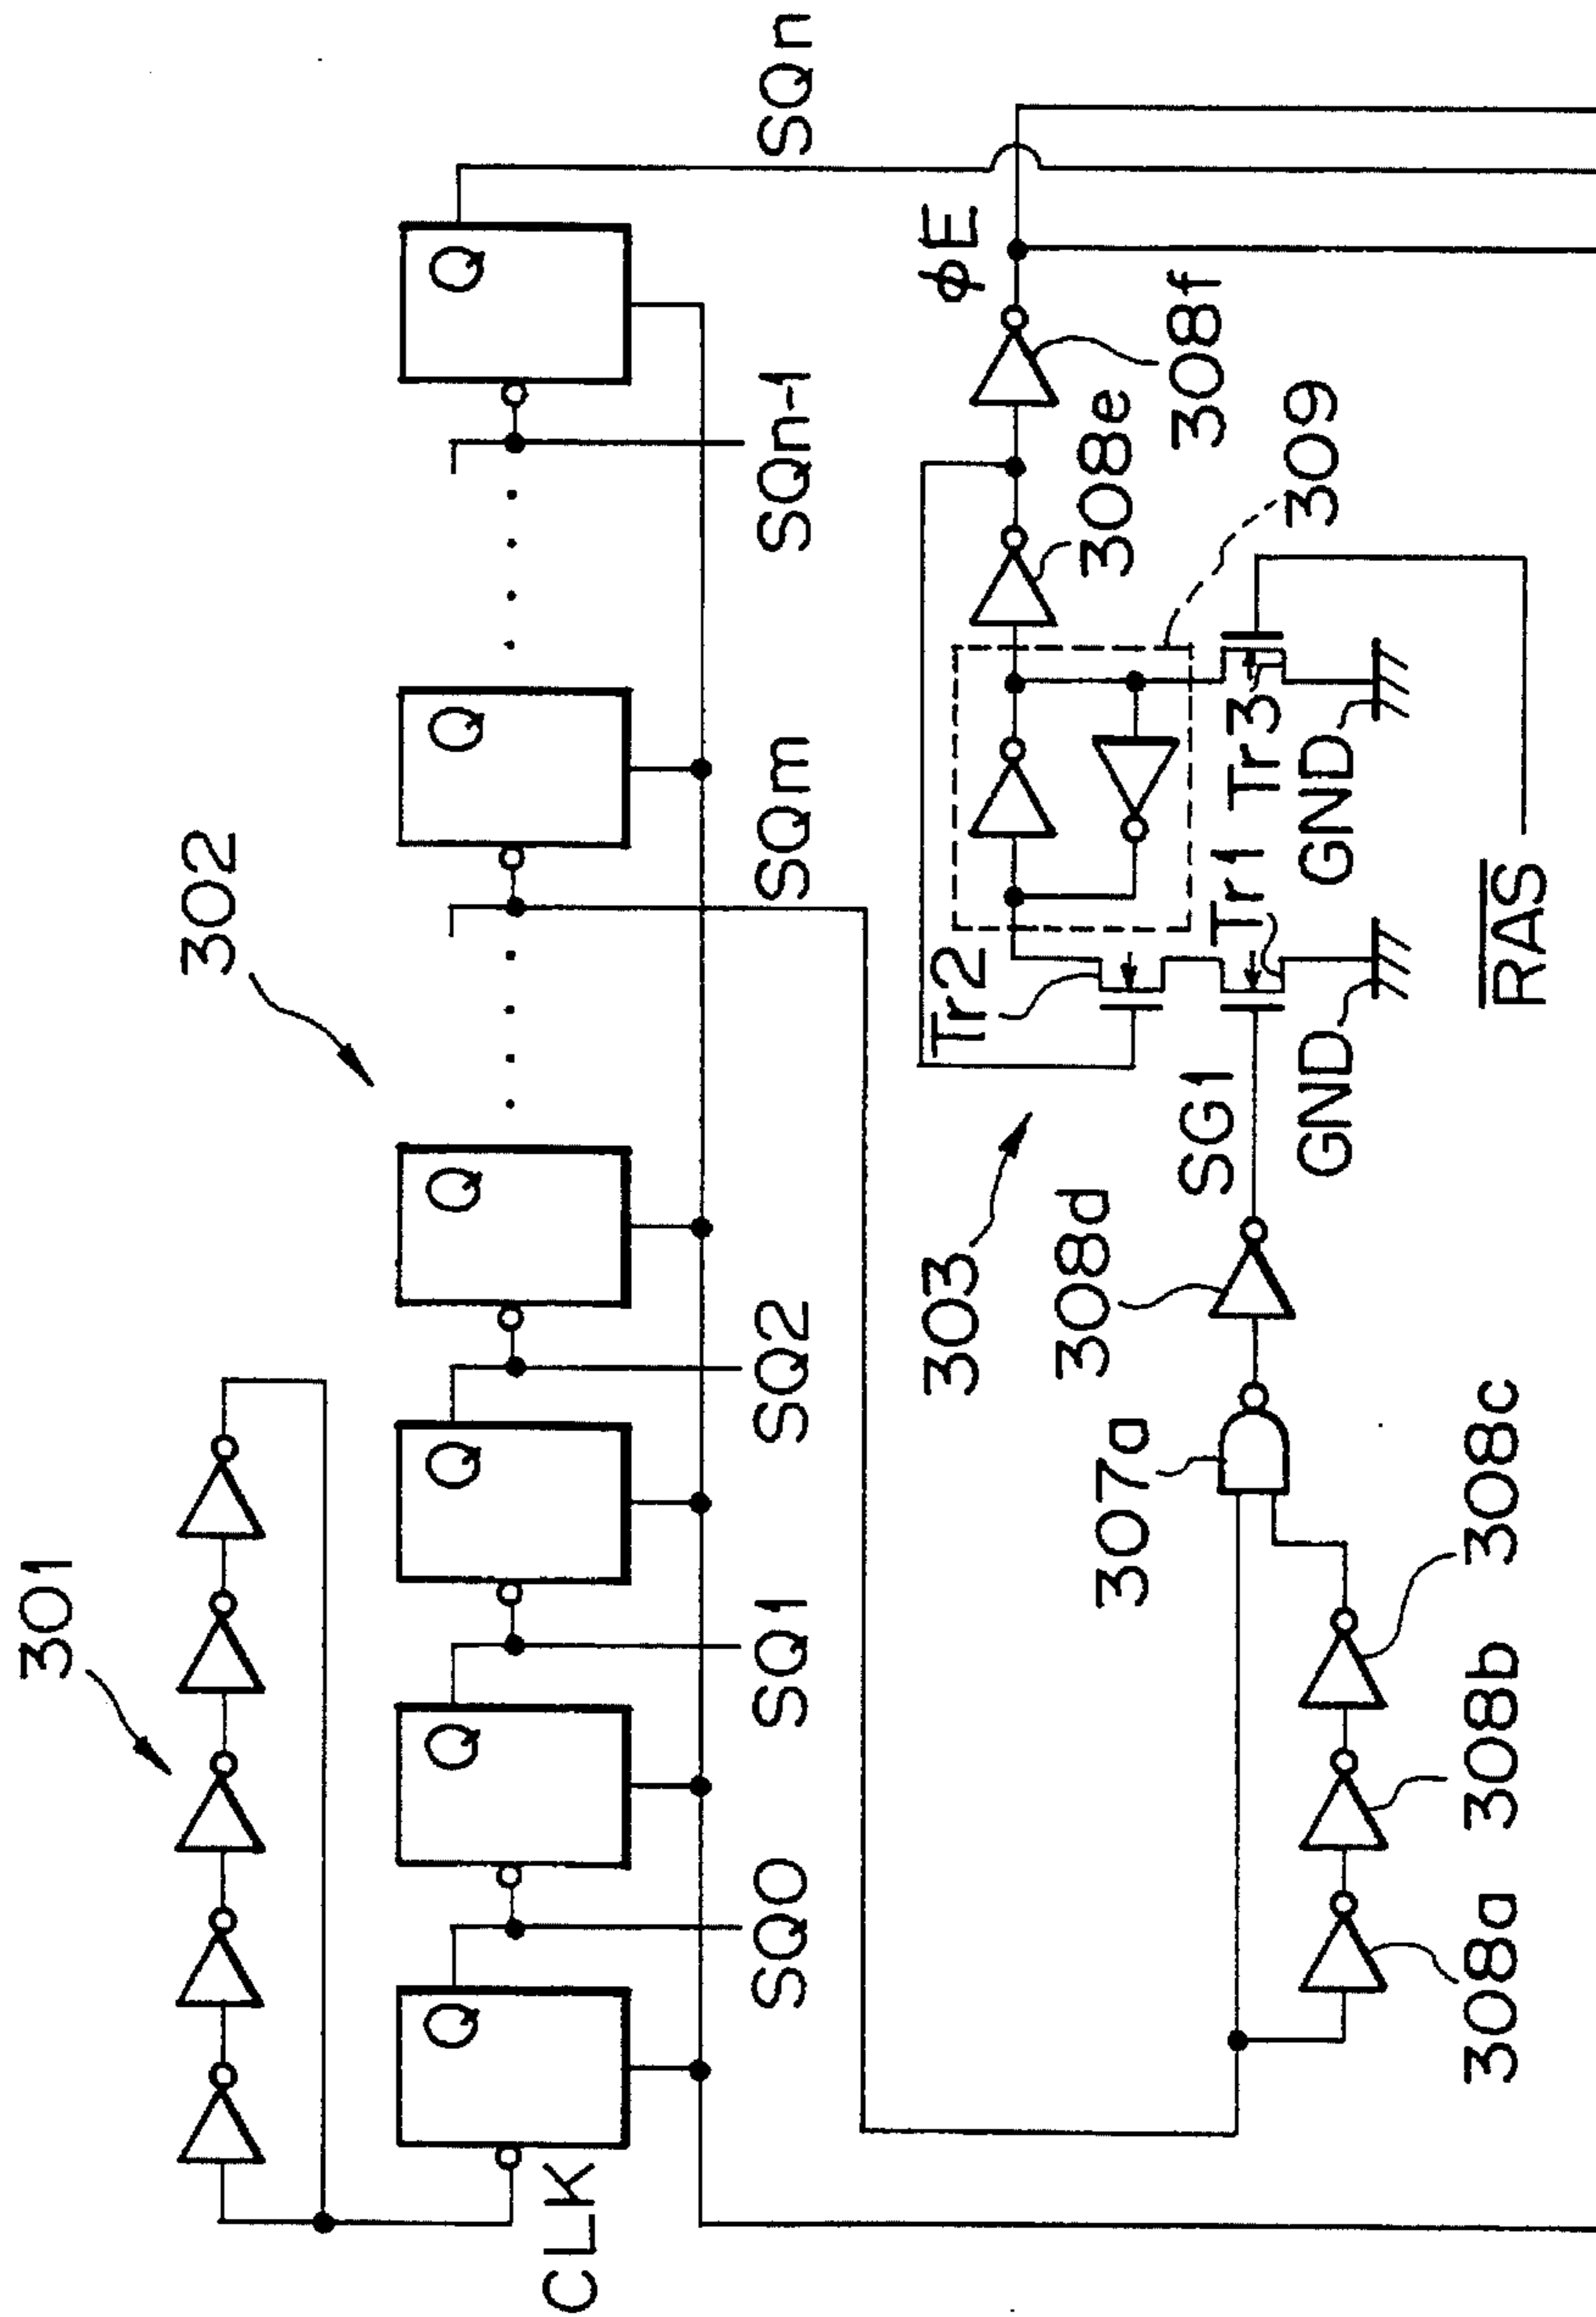 301
302
CLK
Q
Q
Q
Q
Q
Q
SQ0
SQ1
SQ2
SQm
SQn-1
SQn
303
Tr2
308e
308f
φE
309
307a
308d
SG1
Tr1
Tr3
GND
GND
308a
308b
308c
RAS